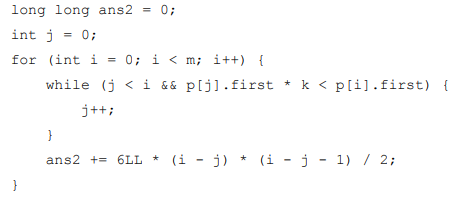 long long ans2 = 0;
int j = 0;
for (int i = 0; i < m; i++) {
    while (j < i && p[j].first * k < p[i].first) {
        j++;
    }
    ans2 += 6LL * (i - j) * (i - j - 1) / 2;
}